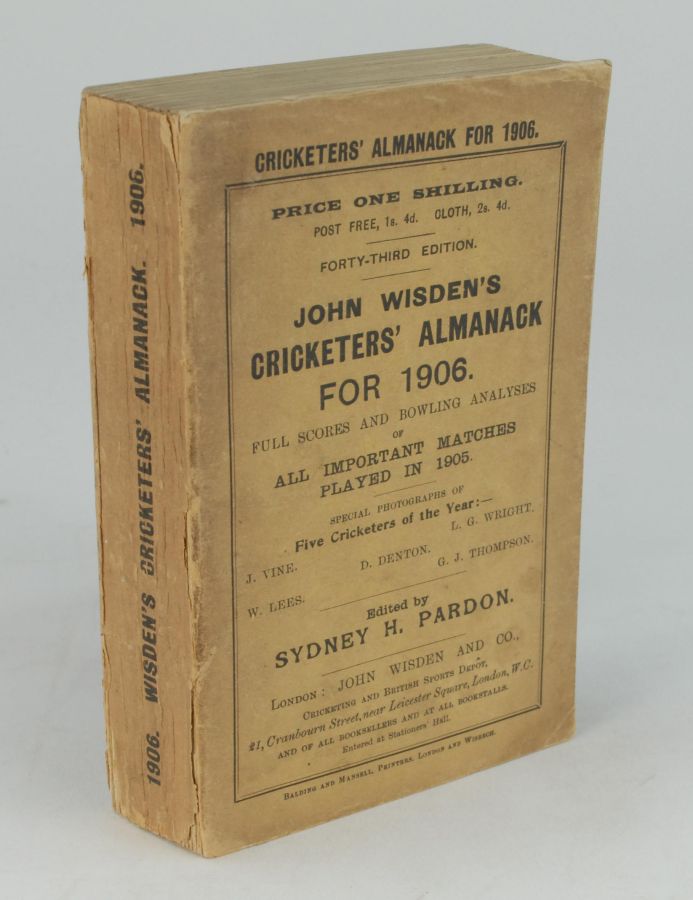 1906. WISDEN'S CRICKETERS' ALMANACK. 1906.
CRICKETERS' ALMANACK FOR 1906.
PRICE ONE SHILLING.
POST FREE, 1s. 4d. CLOTH, 2s. 4d.
FORTY-THIRD EDITION.
JOHN WISDEN'S
CRICKETERS' ALMANACK
FOR 1906.
FULL SCORES AND BOWLING ANALYSES
OF
ALL IMPORTANT MATCHES
PLAYED IN 1905.
SPECIAL PHOTOGRAPHS OF
Five Cricketers of the Year:—
J. VINE. D. DENTON. L. G. WRIGHT.
W. LEES. G. J. THOMPSON.
Edited by
SYDNEY H. PARDON.
LONDON: JOHN WISDEN AND CO.,
CRICKETING AND BRITISH SPORTS DEPÔT,
21, Cranbourn Street, near Leicester Square, London, W.C.
AND OF ALL BOOKSELLERS AND AT ALL BOOKSTALLS.
Entered at Stationers' Hall.
BALDING AND MANSELL, PRINTERS, LONDON AND WISBECH.